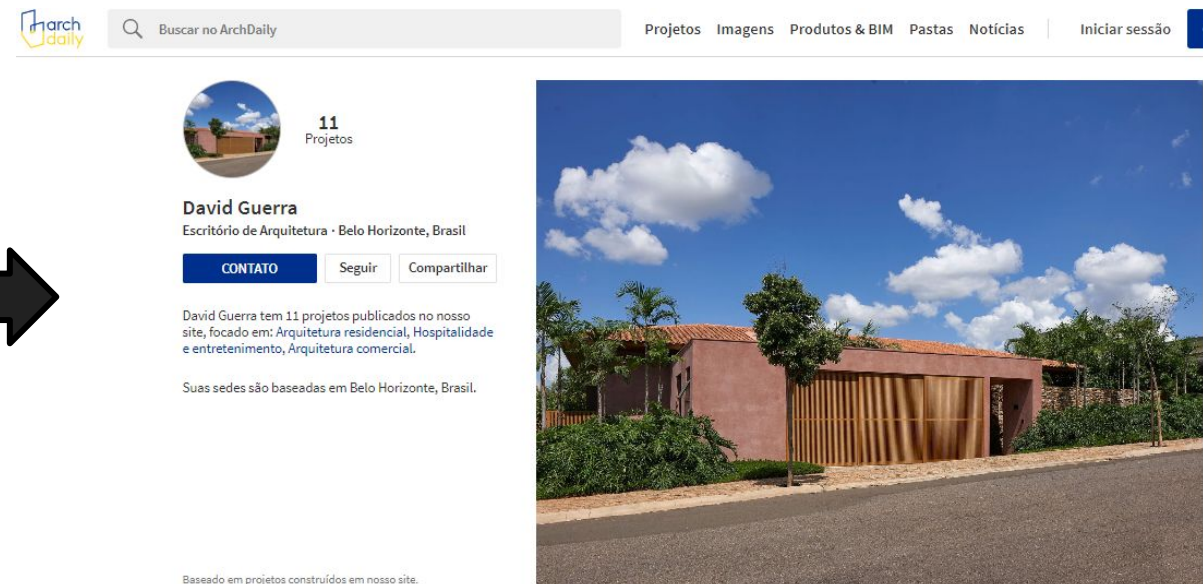 arch
daily
Buscar no ArchDaily
Projetos Imagens Produtos & BIM Pastas Notícias Iniciar sessão
11
Projetos
David Guerra
Escritório de Arquitetura · Belo Horizonte, Brasil
CONTATO Seguir Compartilhar
David Guerra tem 11 projetos publicados no nosso
site, focado em: Arquitetura residencial, Hospitalidade
e entretenimento, Arquitetura comercial.
Suas sedes são baseadas em Belo Horizonte, Brasil.
Baseado em projetos construídos em nosso site.